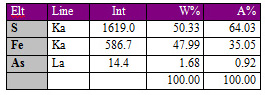 Elt Line Int W% A%
S Ka 1619.0 50.33 64.03
Fe Ka 586.7 47.99 35.05
As La 14.4 1.68 0.92
100.00 100.00